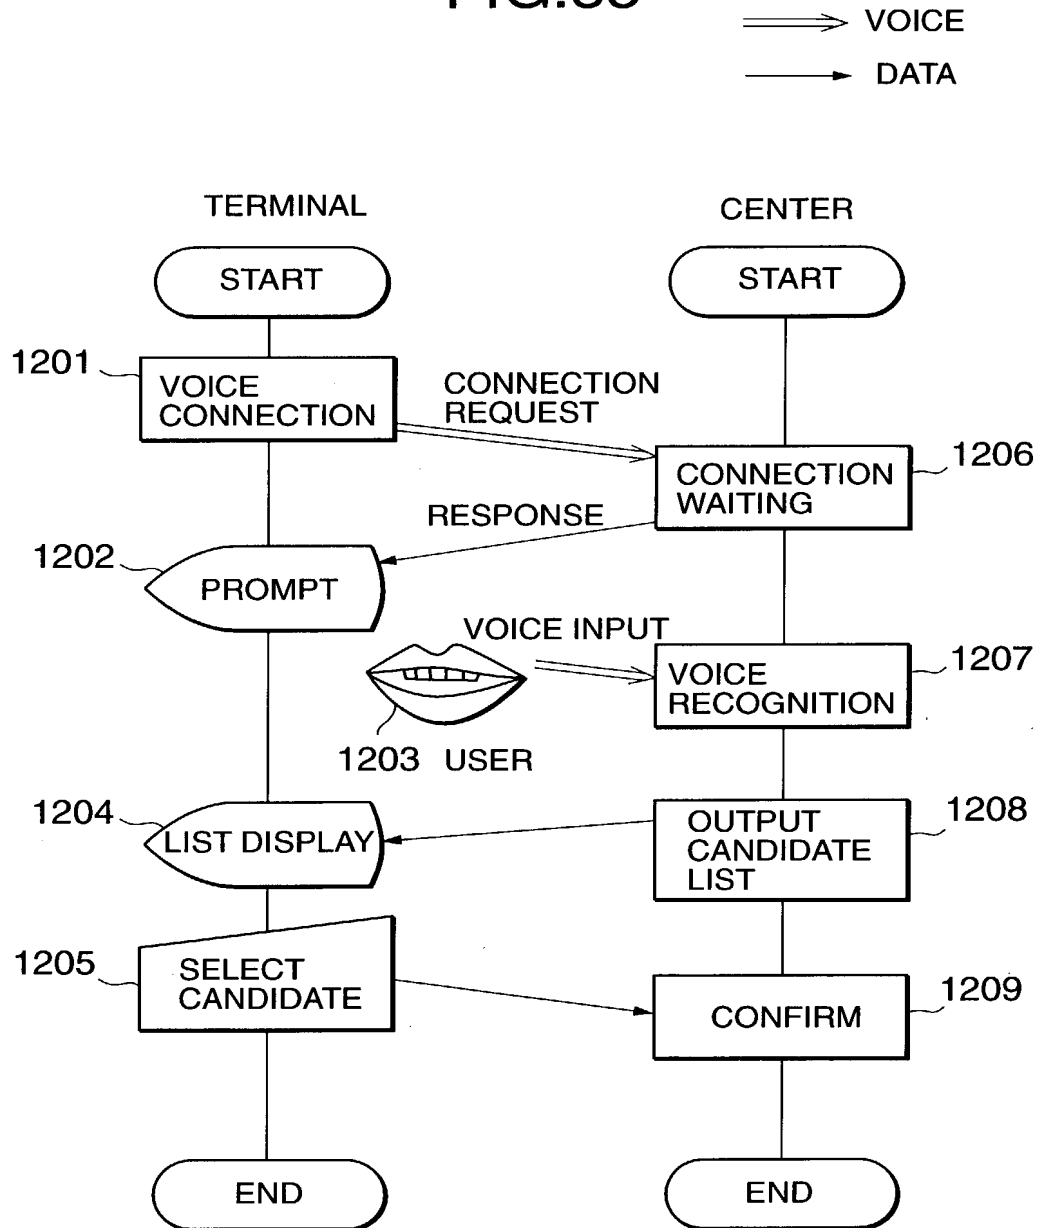 VOICE
DATA
TERMINAL
CENTER
START
START
1201
VOICE
CONNECTION
CONNECTION
REQUEST
1206
CONNECTION
WAITING
RESPONSE
1202
PROMPT
VOICE INPUT
1207
VOICE
RECOGNITION
1203 USER
1204
LIST DISPLAY
1208
OUTPUT
CANDIDATE
LIST
1205
SELECT
CANDIDATE
1209
CONFIRM
END
END